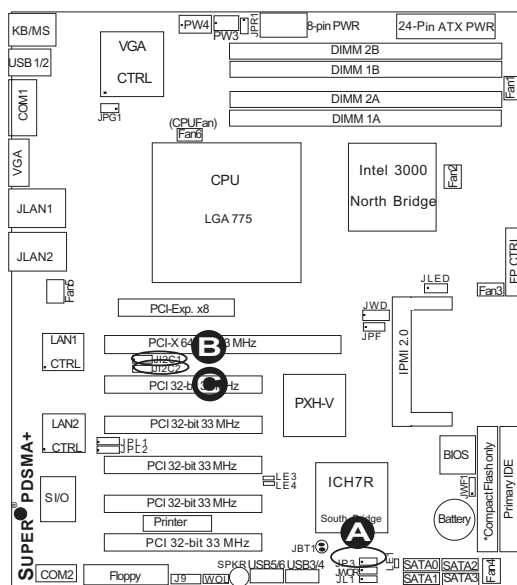 KB/MS
USB 1/2
COM1
VGA
JLAN1
JLAN2
Fan5
VGA
CTRL
JPG1
PW4
PW3
JPR1
8-pin PWR
24-Pin ATX PWR
DIMM 2B
DIMM 1B
DIMM 2A
DIMM 1A
Fan1
(CPUFan)
Fan6
CPU
LGA 775
Intel 3000
North Bridge
Fan2
FP CTRL
Fan3
JLED
JWD
JPF
IPMI 2.0
PCI-Exp. x8
LAN1
CTRL
PCI-X 64 3 MHz
B
JI2C1
JI2C2
C
PCI 32-bit 33 MHz
PXH-V
LAN2
CTRL
PCI 32-bit 33 MHz
JPL1
JPL2
PCI 32-bit 33 MHz
LE3
LE4
S I/O
PCI 32-bit 33 MHz
Printer
PCI 32-bit 33 MHz
ICH7R
South Bridge
A
BIOS
JWF1
Battery
*CompactFlash only
Primary IDE
SUPER® PDSMA+
JBT1
COM2
Floppy
J9
WOL
SPKR
USB5/6
USB3/4
JP3
JWOR
JL1
LE1
SATA0
SATA1
SATA2
SATA3
Fan4